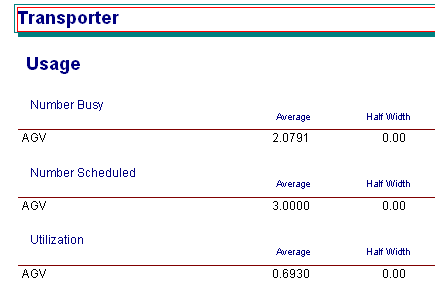 Transporter
Usage
Number Busy
Average Half Width
AGV 2.0791 0.00
Number Scheduled
Average Half Width
AGV 3.0000 0.00
Utilization
Average Half Width
AGV 0.6930 0.00